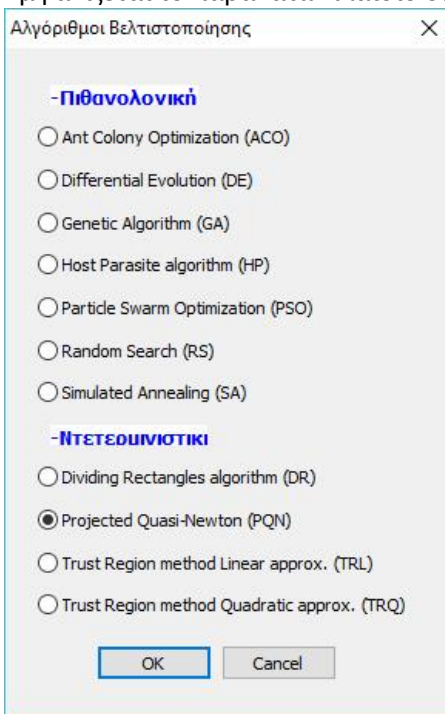 Αλγόριθμοι Βελτιστοποίησης
-Πιθανολονική
Ant Colony Optimization (ACO)
Differential Evolution (DE)
Genetic Algorithm (GA)
Host Parasite algorithm (HP)
Particle Swarm Optimization (PSO)
Random Search (RS)
Simulated Annealing (SA)
-Ντετερμινιστικι
Dividing Rectangles algorithm (DR)
Projected Quasi-Newton (PQN)
Trust Region method Linear approx. (TRL)
Trust Region method Quadratic approx. (TRQ)
OK Cancel